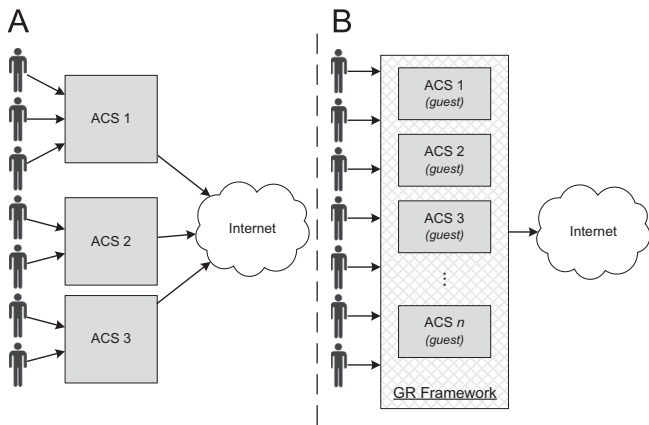 A
ACS 1
ACS 2
ACS 3
Internet
B
ACS 1
(guest)
ACS 2
(guest)
ACS 3
(guest)
⋮
ACS n
(guest)
GR Framework
Internet